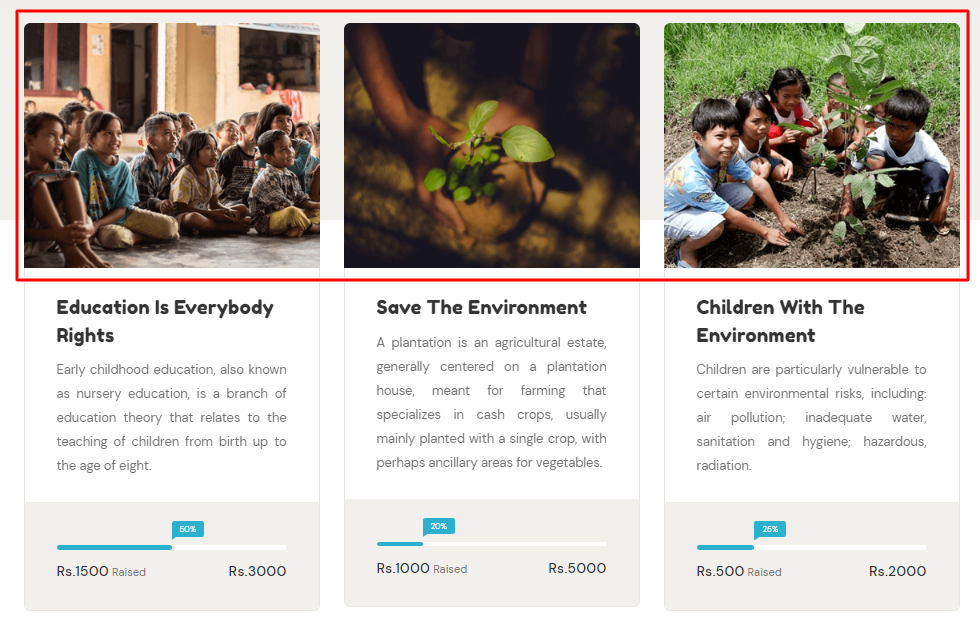 Education Is Everybody
Rights
Early childhood education, also known
as nursery education, is a branch of
education theory that relates to the
teaching of children from birth up to
the age of eight.
50%
Rs.1500 Raised
Rs.3000
Save The Environment
A plantation is an agricultural estate,
generally centered on a plantation
house, meant for farming that
specializes in cash crops, usually
mainly planted with a single crop, with
perhaps ancillary areas for vegetables.
20%
Rs.1000 Raised
Rs.5000
Children With The
Environment
Children are particularly vulnerable to
certain environmental risks, including:
air pollution; inadequate water,
sanitation and hygiene; hazardous,
radiation.
25%
Rs.500 Raised
Rs.2000